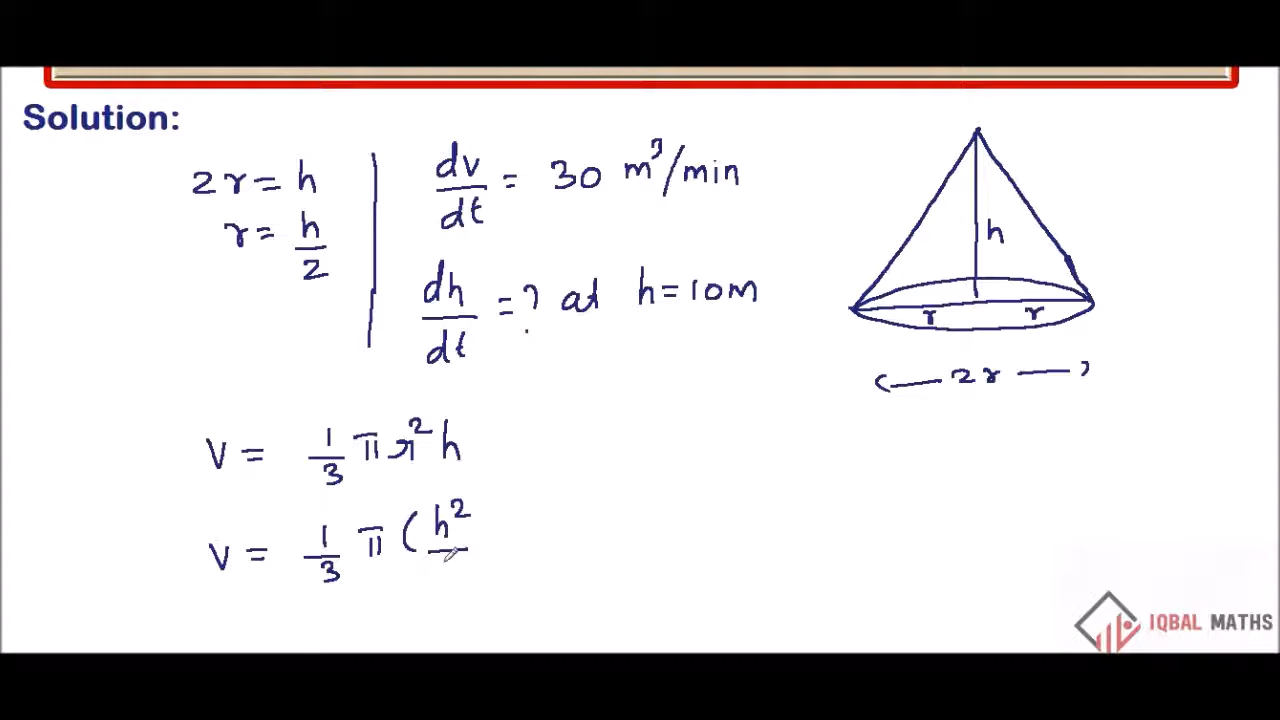 Solution:
2r = h
r = h/2
dv/dt = 30 m³/min
dh/dt = ? at h = 10m
h
r r
2r
V = 1/3 π r² h
V = 1/3 π (h²
IQBAL MATHS